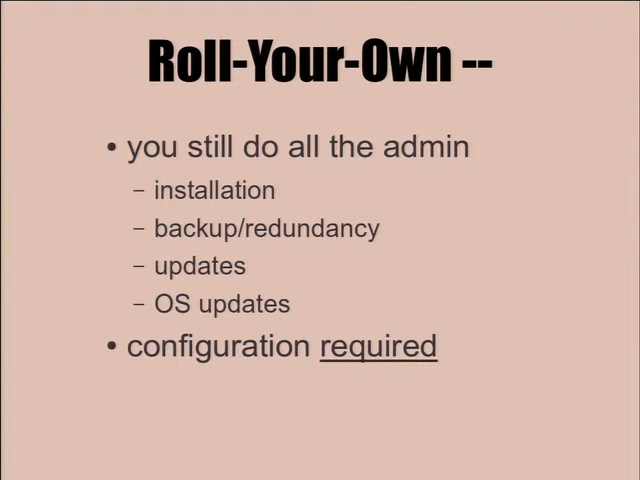 Roll-Your-Own --
• you still do all the admin
– installation
– backup/redundancy
– updates
– OS updates
• configuration required